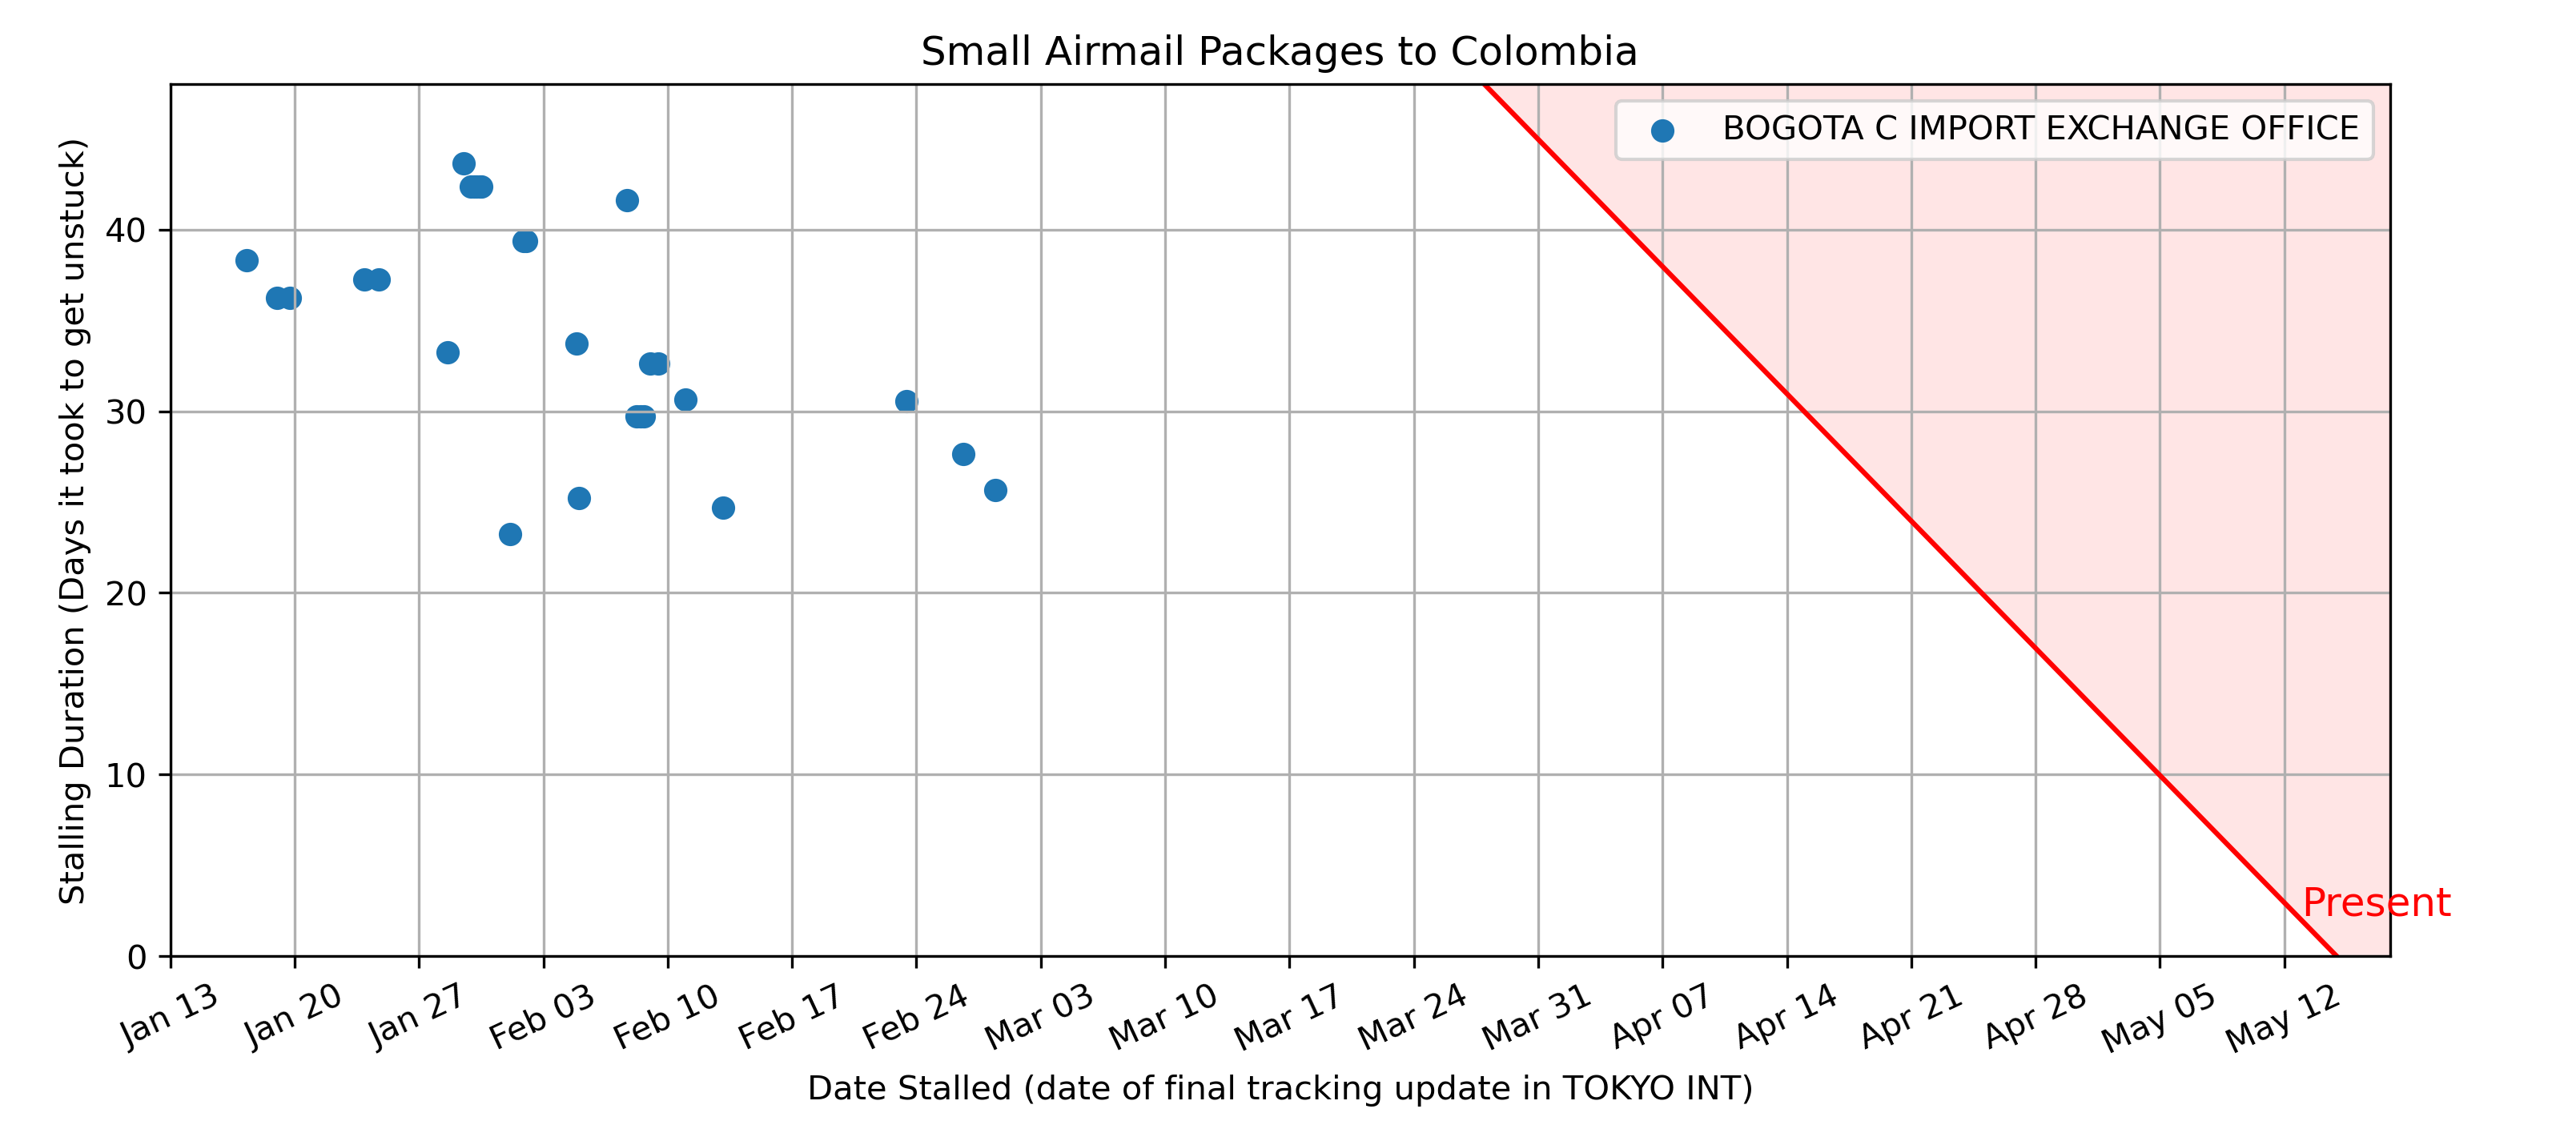 Small Airmail Packages to Colombia
BOGOTA C IMPORT EXCHANGE OFFICE
Stalling Duration (Days it took to get unstuck)
40
30
20
10
0
Present
Jan 13
Jan 20
Jan 27
Feb 03
Feb 10
Feb 17
Feb 24
Mar 03
Mar 10
Mar 17
Mar 24
Mar 31
Apr 07
Apr 14
Apr 21
Apr 28
May 05
May 12
Date Stalled (date of final tracking update in TOKYO INT)